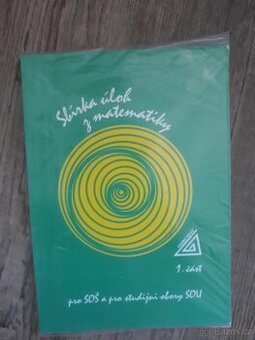 Sbírka úloh
z matematiky
1. část
pro SOŠ a pro studijní obory SOU